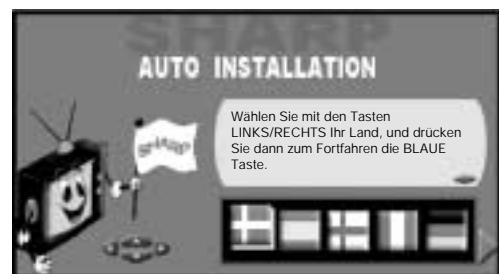 SHARP
AUTO INSTALLATION
Wählen Sie mit den Tasten
LINKS/RECHTS Ihr Land, und drücken
Sie dann zum Fortfahren die BLAUE
Taste.
SHARP